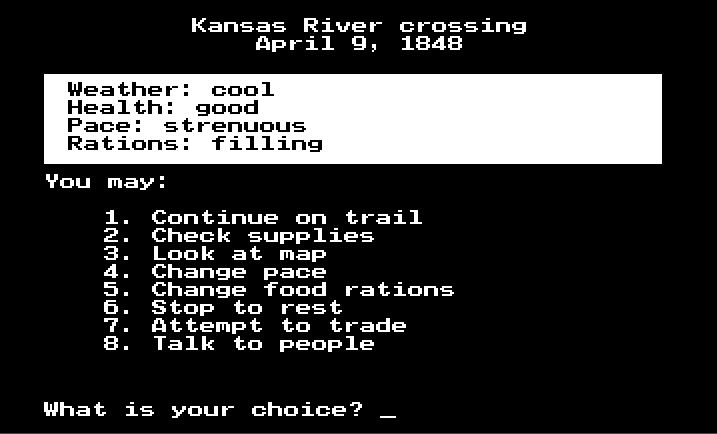 Kansas River crossing
April 9, 1848
Weather: cool
Health: good
Pace: strenuous
Rations: filling
You may:
1. Continue on trail
2. Check supplies
3. Look at map
4. Change pace
5. Change food rations
6. Stop to rest
7. Attempt to trade
8. Talk to people
What is your choice? _